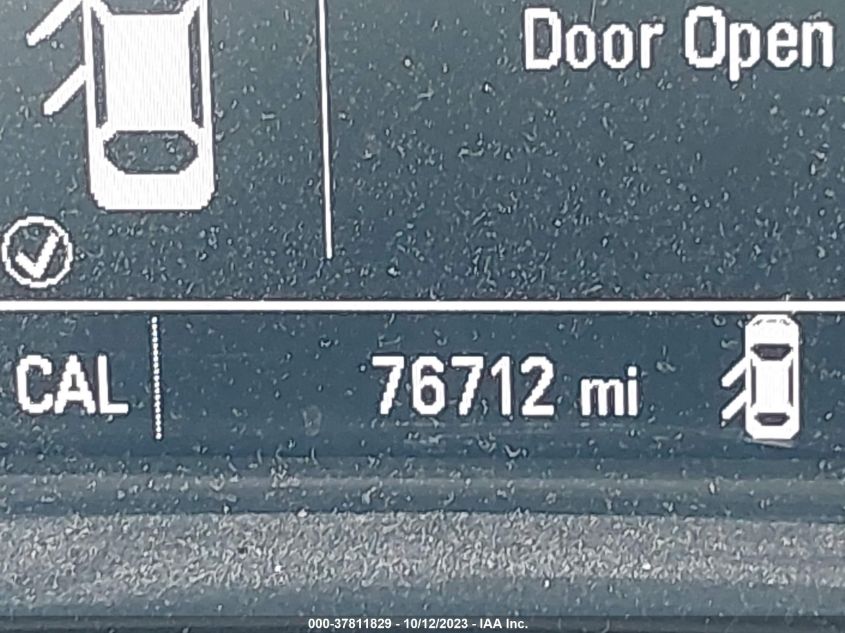 Door Open
CAL 76712 mi
000-37811829 - 10/12/2023 - IAA Inc.